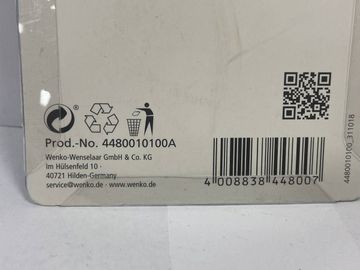 Prod.-No. 4480010100A
Wenko-Wenselaar GmbH & Co. KG
Im Hülsenfeld 10 ·
40721 Hilden-Germany
service@wenko.de · www.wenko.de
4 008838 448007
4480010100_311018